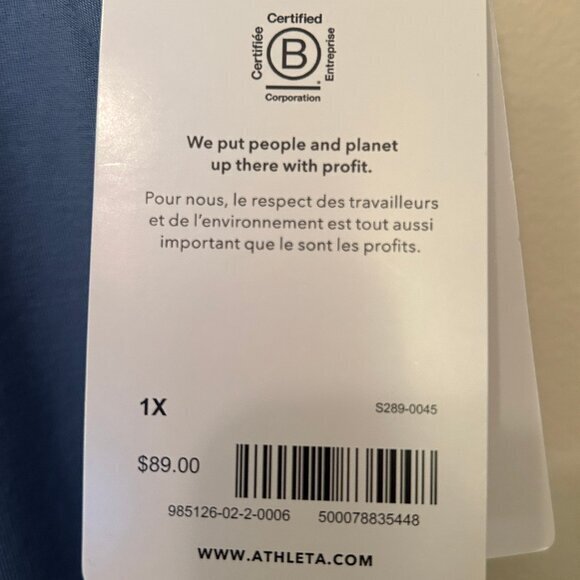 Certified
Certifiée
B
Entreprise
®
Corporation
We put people and planet
up there with profit.
Pour nous, le respect des travailleurs
et de l'environnement est tout aussi
important que le sont les profits.
1X
S289-0045
$89.00
985126-02-2-0006 500078835448
WWW.ATHLETA.COM